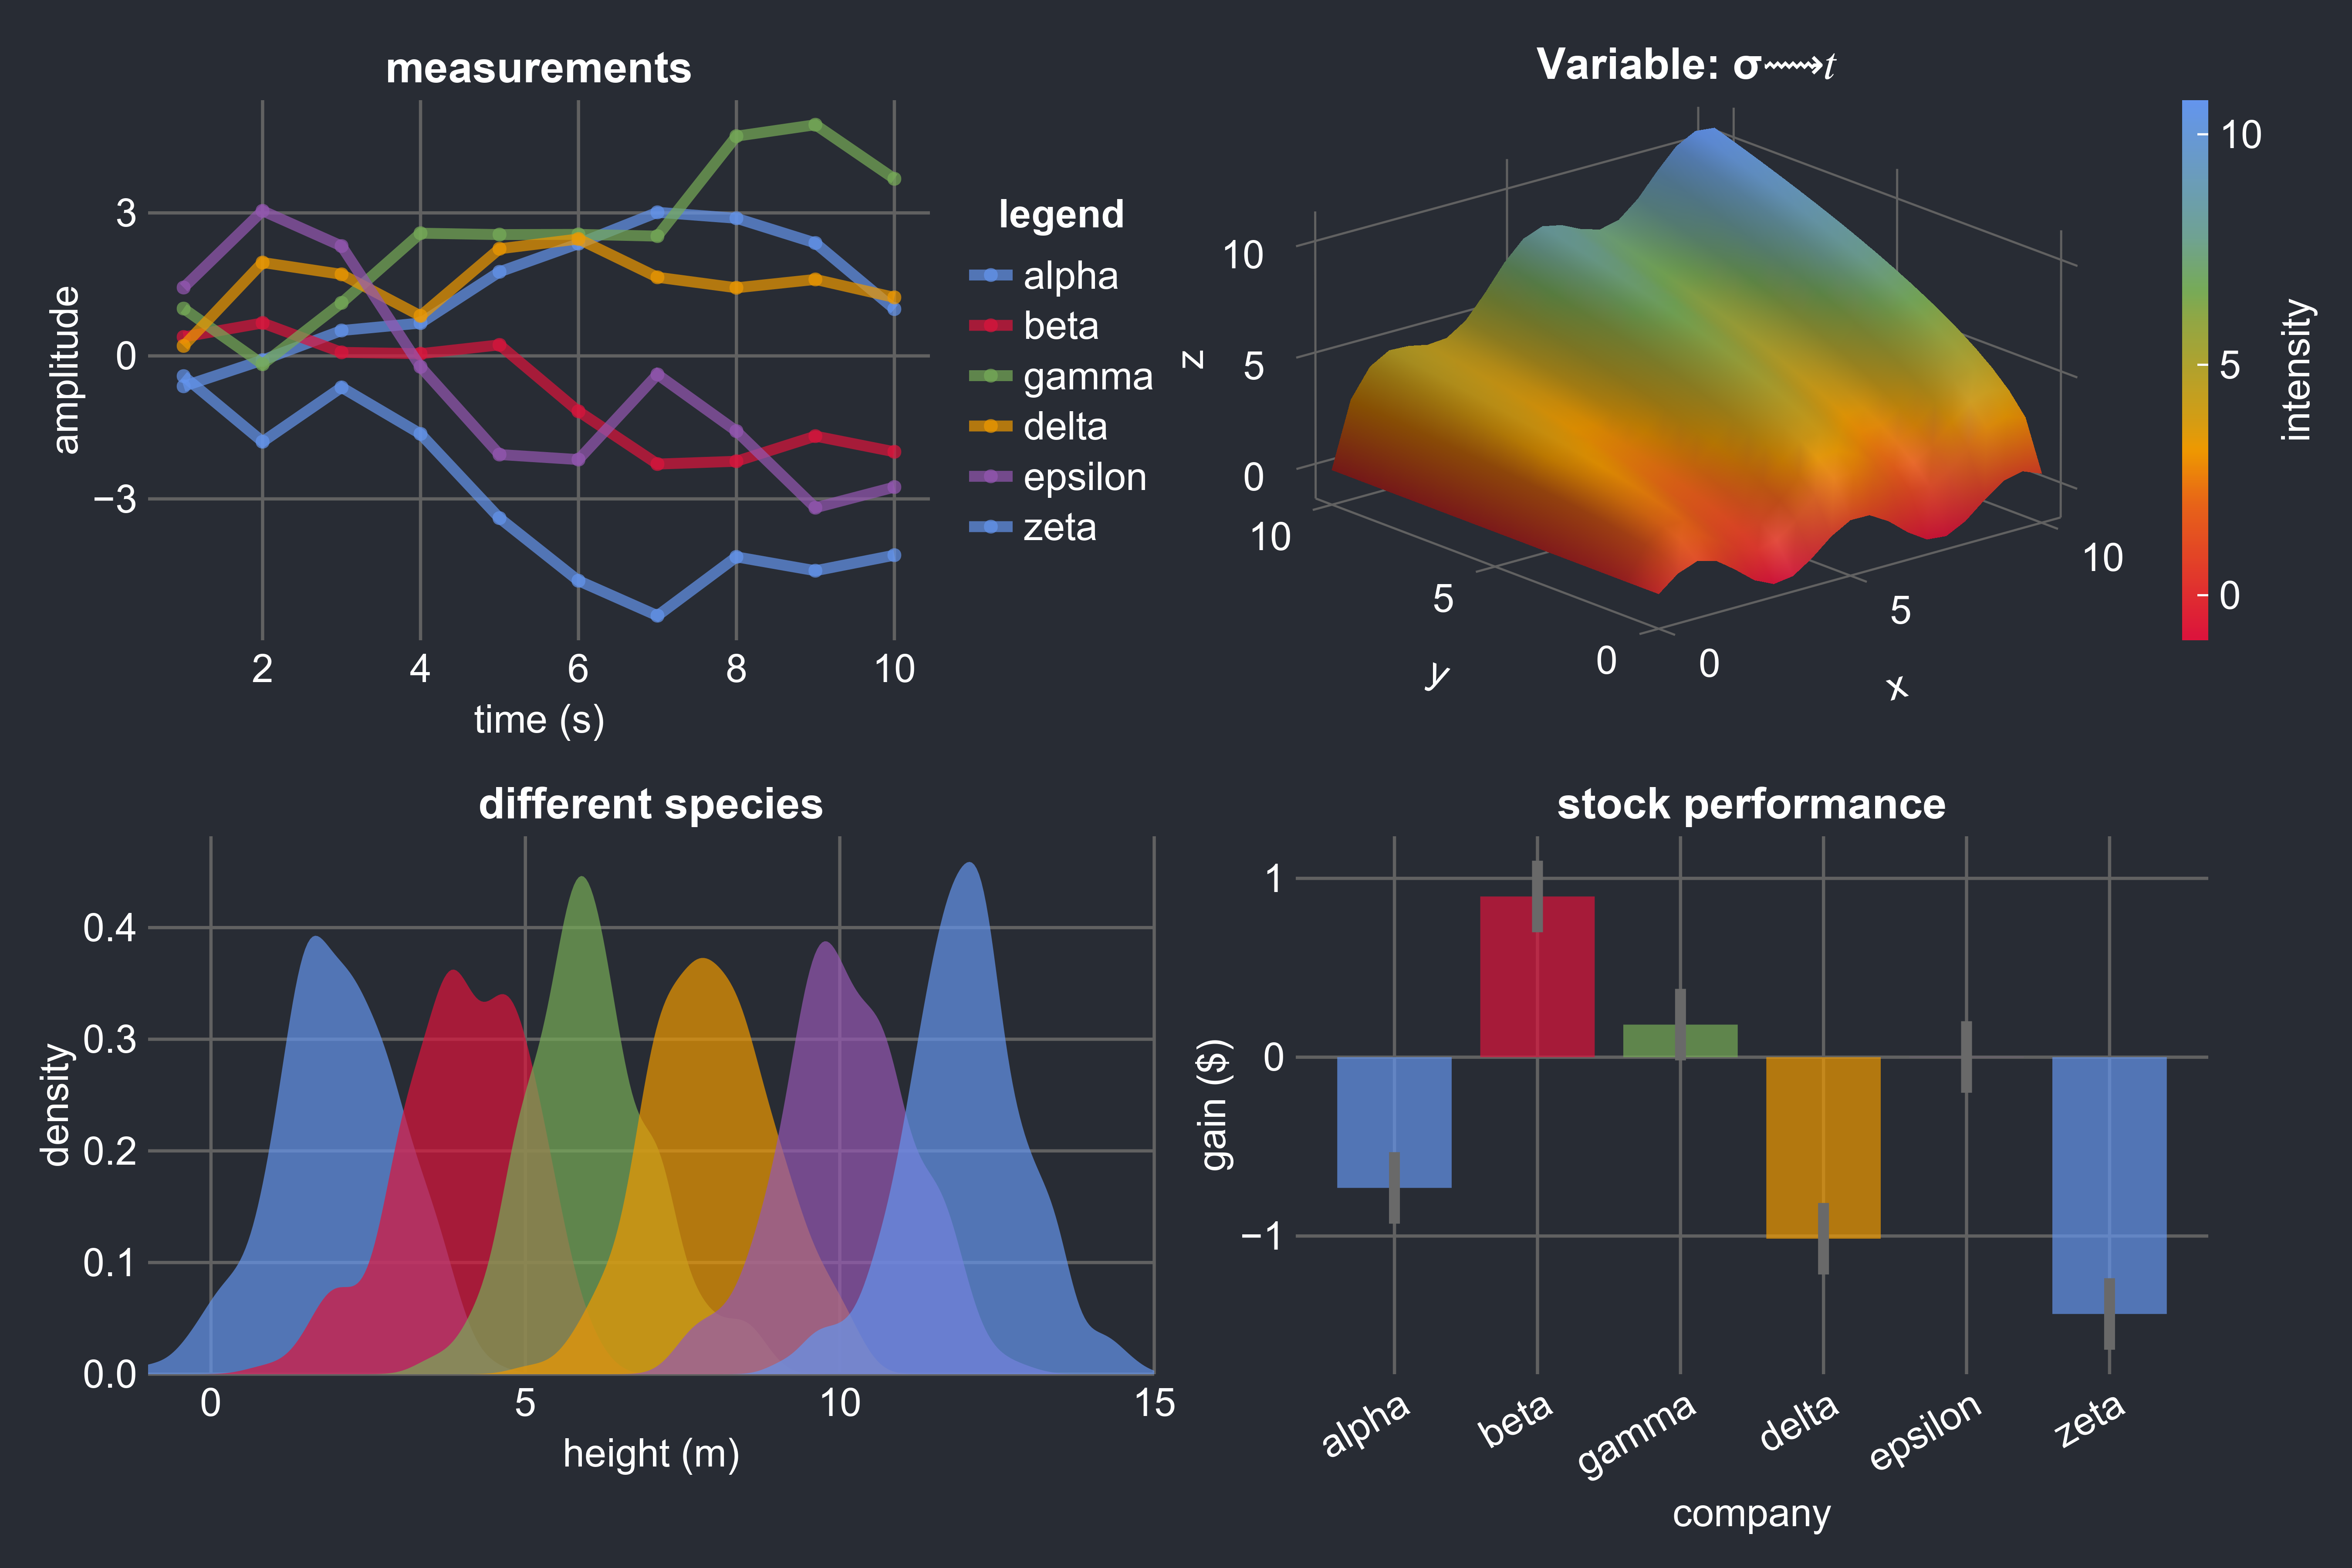 measurements
3
0
−3
amplitude
2 4 6 8 10
time (s)
legend
alpha
beta
gamma
delta
epsilon
zeta
Variable: σ⬳𝑡
10
5
0
z
10
5
0
y
0
5
10
x
10
5
0
intensity
different species
0.4
0.3
0.2
0.1
0.0
density
0 5 10 15
height (m)
stock performance
1
0
−1
gain ($)
alpha beta gamma delta epsilon zeta
company